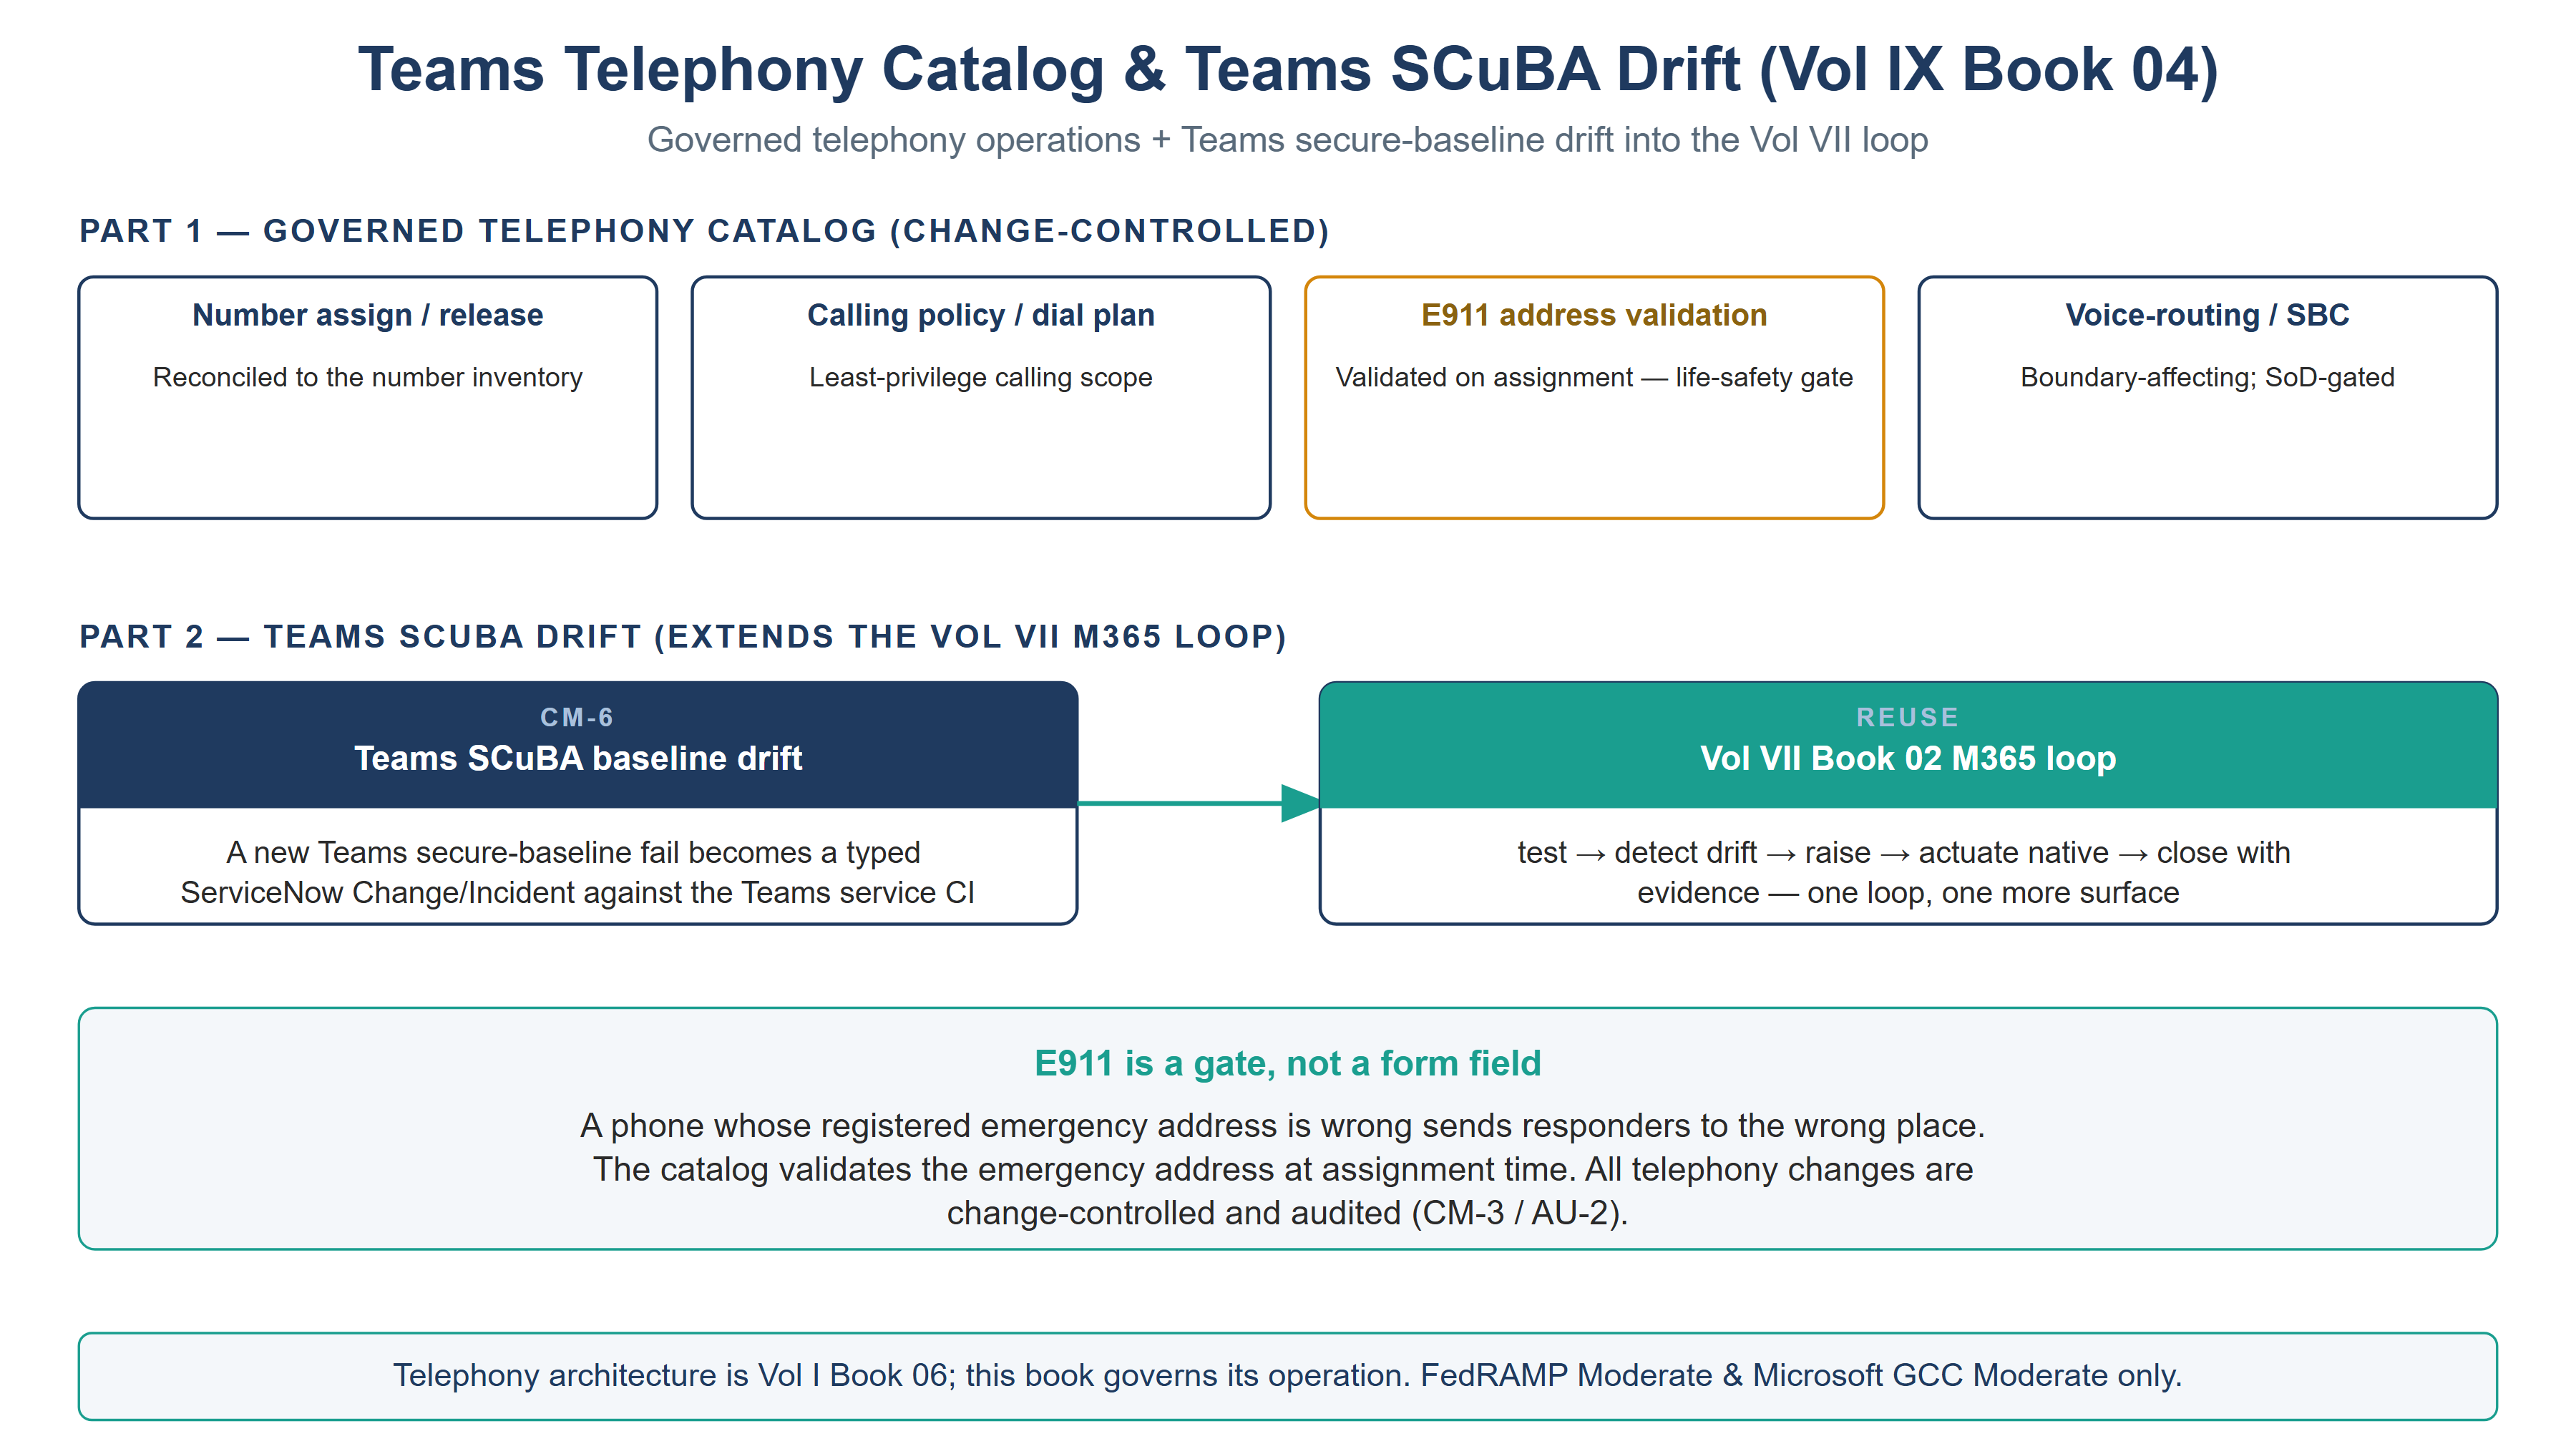 Teams Telephony Catalog & Teams SCuBA Drift (Vol IX Book 04)
Governed telephony operations + Teams secure-baseline drift into the Vol VII loop
PART 1 — GOVERNED TELEPHONY CATALOG (CHANGE-CONTROLLED)
Number assign / release
Reconciled to the number inventory
Calling policy / dial plan
Least-privilege calling scope
E911 address validation
Validated on assignment — life-safety gate
Voice-routing / SBC
Boundary-affecting; SoD-gated
PART 2 — TEAMS SCUBA DRIFT (EXTENDS THE VOL VII M365 LOOP)
CM-6
Teams SCuBA baseline drift
A new Teams secure-baseline fail becomes a typed
ServiceNow Change/Incident against the Teams service CI
REUSE
Vol VII Book 02 M365 loop
test → detect drift → raise → actuate native → close with
evidence — one loop, one more surface
E911 is a gate, not a form field
A phone whose registered emergency address is wrong sends responders to the wrong place.
The catalog validates the emergency address at assignment time. All telephony changes are
change-controlled and audited (CM-3 / AU-2).
Telephony architecture is Vol I Book 06; this book governs its operation. FedRAMP Moderate & Microsoft GCC Moderate only.